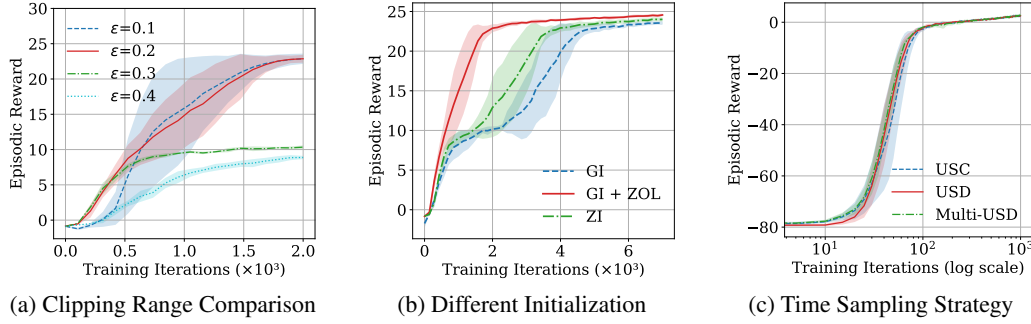 30
25
20
15
10
5
0
Episodic Reward
ε=0.1
ε=0.2
ε=0.3
ε=0.4
0.0 0.5 1.0 1.5 2.0
Training Iterations (×10³)
(a) Clipping Range Comparison
25
20
15
10
5
0
Episodic Reward
GI
GI + ZOL
ZI
0 2 4 6
Training Iterations (×10³)
(b) Different Initialization
0
−20
−40
−60
−80
Episodic Reward
USC
USD
Multi-USD
10¹ 10² 10³
Training Iterations (log scale)
(c) Time Sampling Strategy